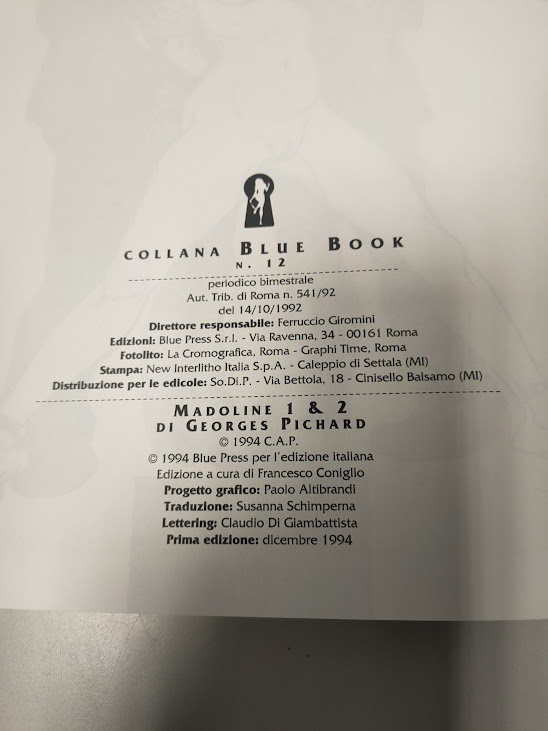 COLLANA BLUE BOOK
N. 12
periodico bimestrale
Aut. Trib. di Roma n. 541/92
del 14/10/1992
Direttore responsabile: Ferruccio Giromini
Edizioni: Blue Press S.r.l. - Via Ravenna, 34 - 00161 Roma
Fotolito: La Cromografica, Roma - Graphi Time, Roma
Stampa: New Interlitho Italia S.p.A. - Caleppio di Settala (MI)
Distribuzione per le edicole: So.Di.P. - Via Bettola, 18 - Cinisello Balsamo (MI)
MADOLINE 1 & 2
DI GEORGES PICHARD
© 1994 C.A.P.
© 1994 Blue Press per l'edizione italiana
Edizione a cura di Francesco Coniglio
Progetto grafico: Paolo Altibrandi
Traduzione: Susanna Schimperna
Lettering: Claudio Di Giambattista
Prima edizione: dicembre 1994